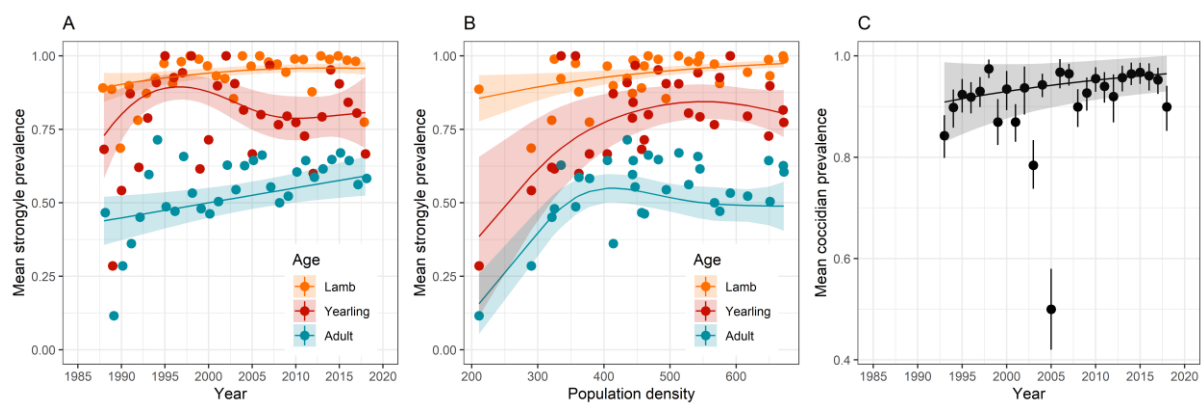 A
Mean strongyle prevalence
1.00
0.75
0.50
0.25
0.00
Age
Lamb
Yearling
Adult
1985 1990 1995 2000 2005 2010 2015 2020
Year
B
Mean strongyle prevalence
1.00
0.75
0.50
0.25
0.00
Age
Lamb
Yearling
Adult
200 300 400 500 600
Population density
C
Mean coccidian prevalence
1.0
0.8
0.6
0.4
1985 1990 1995 2000 2005 2010 2015 2020
Year